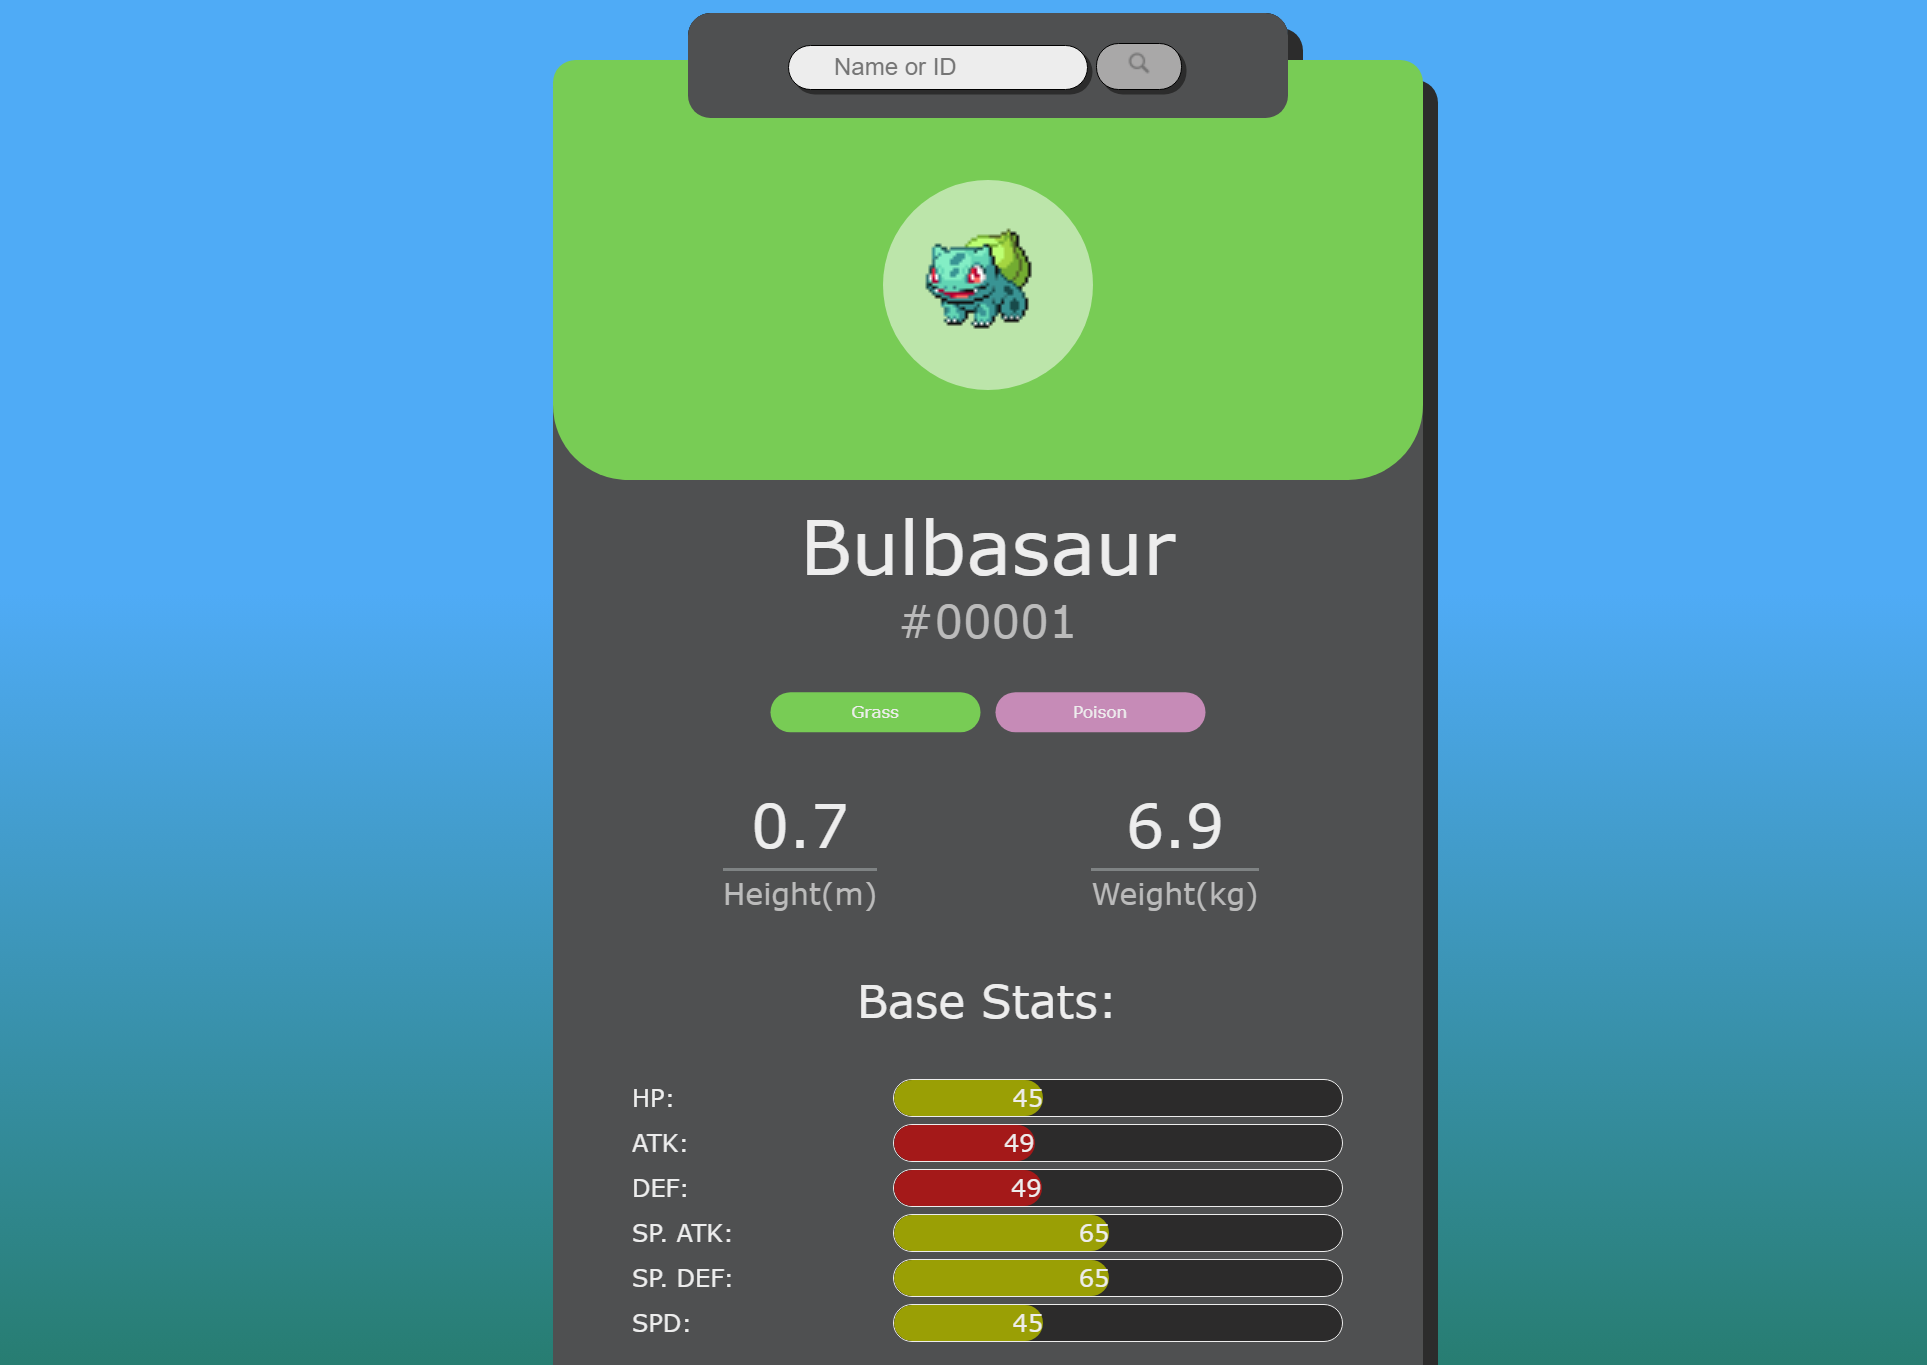 Name or ID
Bulbasaur
#00001
Grass Poison
0.7 6.9
Height(m) Weight(kg)
Base Stats:
HP: 45
ATK: 49
DEF: 49
SP. ATK: 65
SP. DEF: 65
SPD: 45